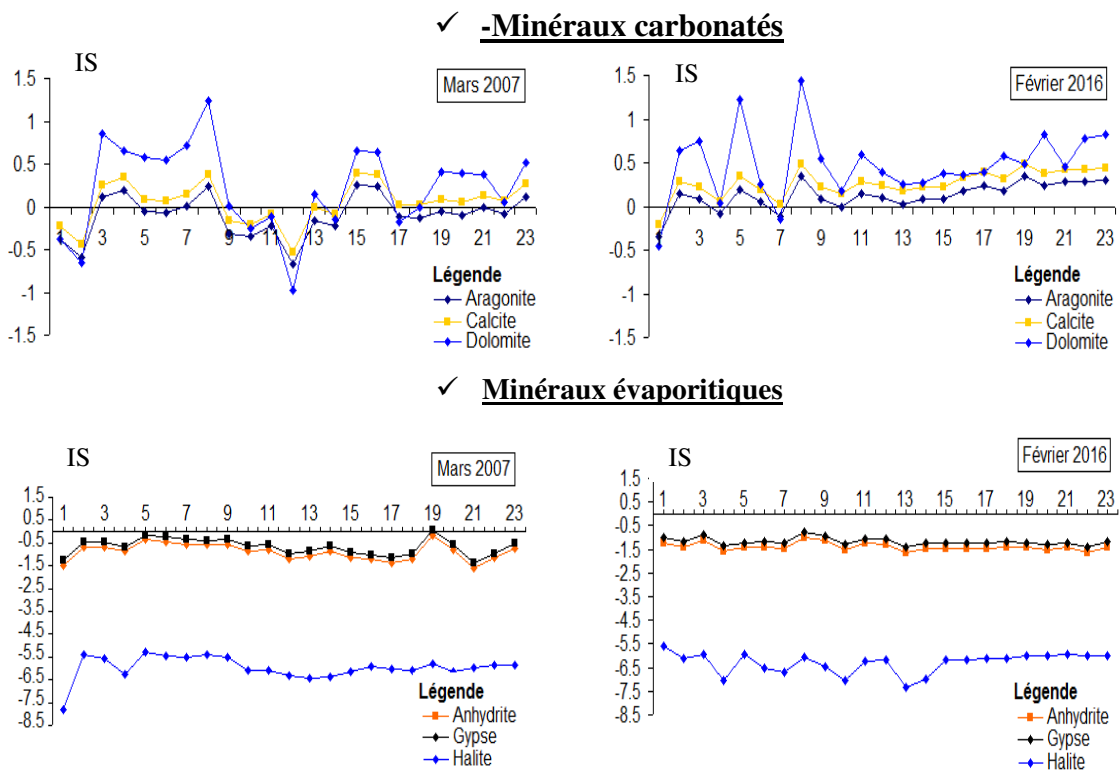 ✓ -Minéraux carbonatés
IS
Mars 2007
1.5
1
0.5
0
-0.5
-1
-1.5
1 3 5 7 9 11 13 15 17 19 21 23
Légende
Aragonite
Calcite
Dolomite
IS
Février 2016
1.5
1
0.5
0
-0.5
-1
-1.5
1 3 5 7 9 11 13 15 17 19 21 23
Légende
Aragonite
Calcite
Dolomite
✓ Minéraux évaporitiques
IS
Mars 2007
1.5
0.5
-0.5
-1.5
-2.5
-3.5
-4.5
-5.5
-6.5
-7.5
-8.5
1 3 5 7 9 11 13 15 17 19 21 23
Légende
Anhydrite
Gypse
Halite
IS
Février 2016
1.5
0.5
-0.5
-1.5
-2.5
-3.5
-4.5
-5.5
-6.5
-7.5
-8.5
1 3 5 7 9 11 13 15 17 19 21 23
Légende
Anhydrite
Gypse
Halite